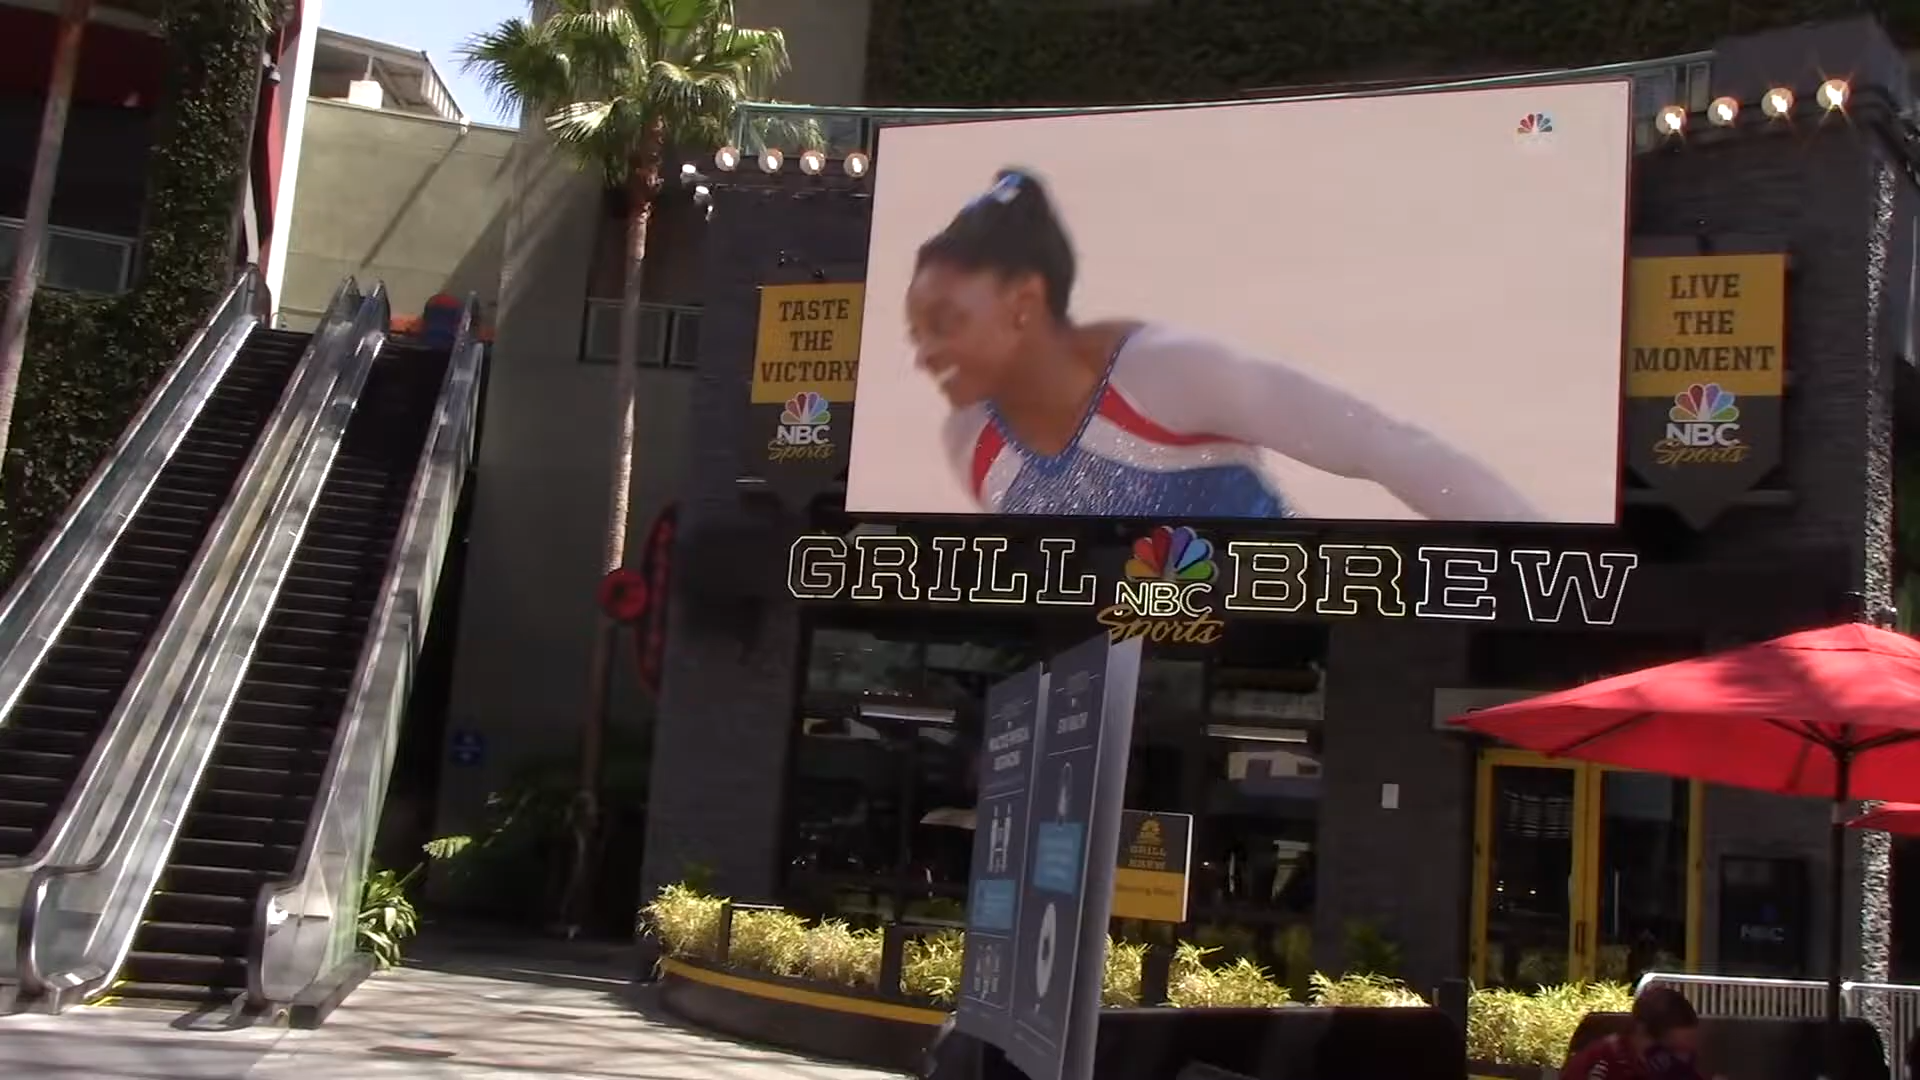 TASTE
THE
VICTORY
NBC
Sports
LIVE
THE
MOMENT
NBC
Sports
GRILL
NBC
Sports
BREW
GRILL
BREW
NBC